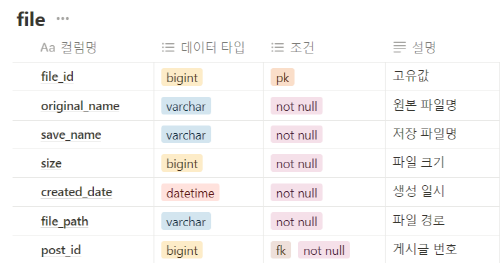 file ···
Aa 컬럼명 데이터 타입 조건 설명
file_id bigint pk 고유값
original_name varchar not null 원본 파일명
save_name varchar not null 저장 파일명
size bigint not null 파일 크기
created_date datetime not null 생성 일시
file_path varchar not null 파일 경로
post_id bigint fk not null 게시글 번호